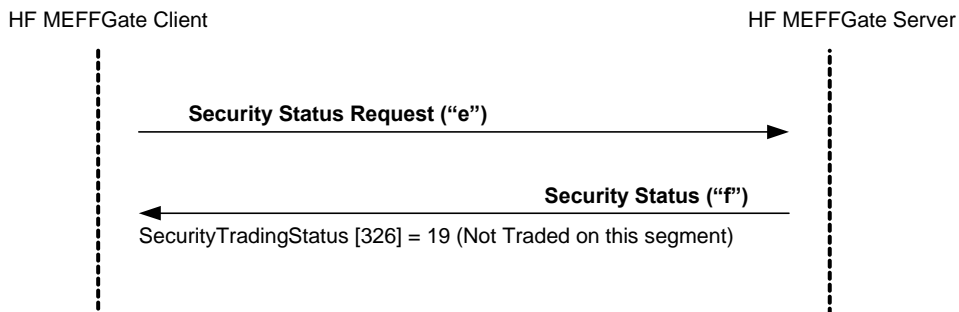 HF MEFFGate Client
HF MEFFGate Server
Security Status Request (“e”)
Security Status (“f”)
SecurityTradingStatus [326] = 19 (Not Traded on this segment)